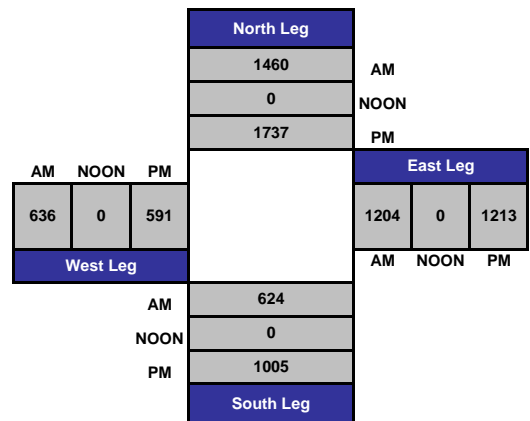 North Leg
1460 AM
0 NOON
1737 PM
AM NOON PM
East Leg
636 0 591
1204 0 1213
West Leg
AM NOON PM
AM 624
NOON 0
PM 1005
South Leg